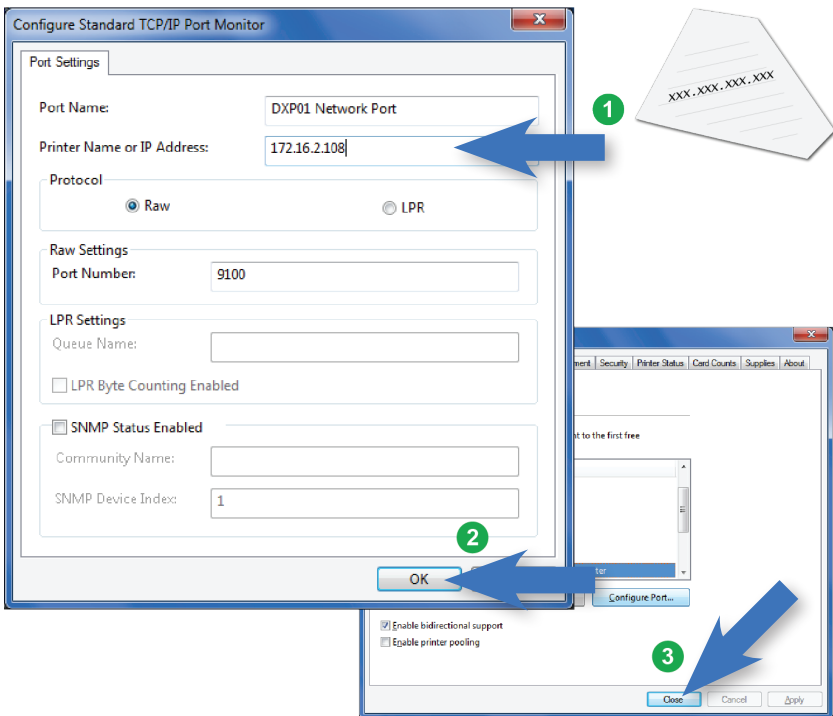 Configure Standard TCP/IP Port Monitor
Port Settings
Port Name: DXP01 Network Port
Printer Name or IP Address: 172.16.2.108
Protocol
Raw LPR
Raw Settings
Port Number: 9100
LPR Settings
Queue Name:
LPR Byte Counting Enabled
SNMP Status Enabled
Community Name:
SNMP Device Index: 1
OK
1
xxx.xxx.xxx.xxx
2
ment Security Printer Status Card Counts Supplies About
nt to the first free
ter
Configure Port...
Enable bidirectional support
Enable printer pooling
3
Close Cancel Apply